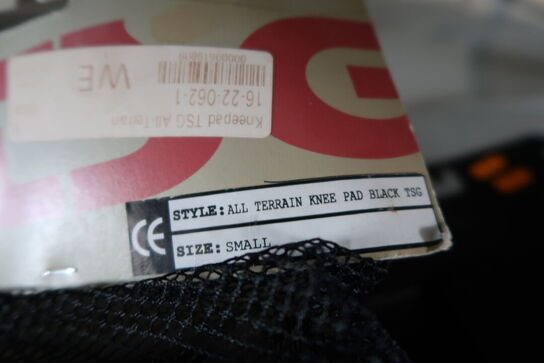 TSG
Kneepad TSG All-Terrain
16-22-062-1
WE
CE
STYLE: ALL TERRAIN KNEE PAD BLACK TSG
SIZE: SMALL